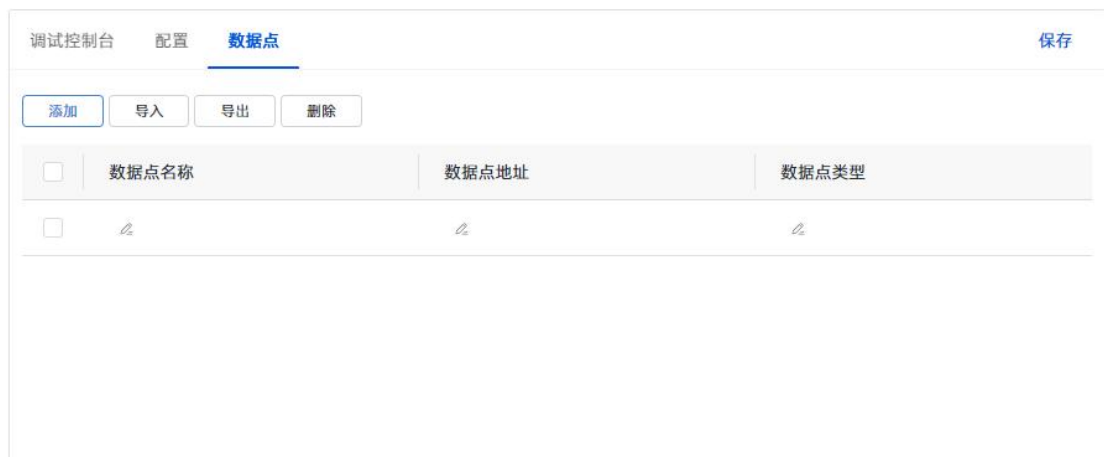 调试控制台 配置 数据点 保存
添加 导入 导出 删除
数据点名称 数据点地址 数据点类型